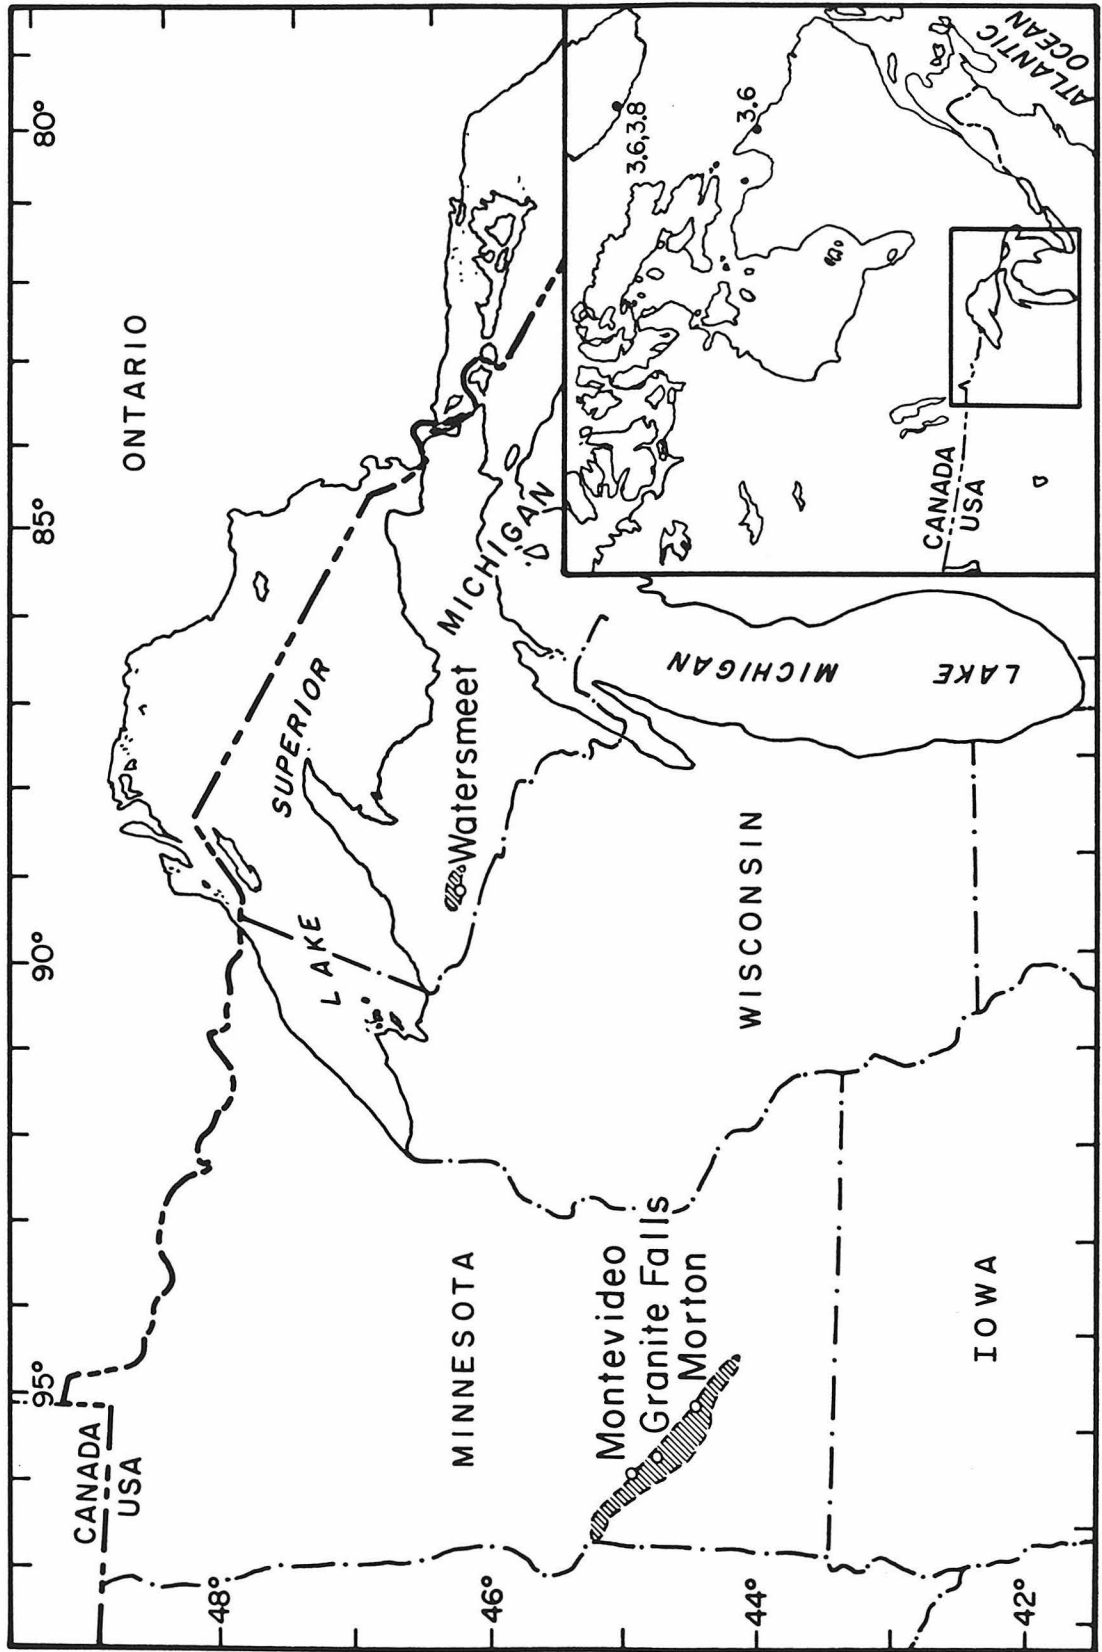 95°
90°
85°
80°
CANADA
USA
ONTARIO
48°
LAKE
SUPERIOR
MICHIGAN
MINNESOTA
Watersmeet
46°
Montevideo
Granite Falls
Morton
WISCONSIN
LAKE MICHIGAN
44°
IOWA
42°
3.6,3.8
3.6
CANADA
USA
ATLANTIC
OCEAN